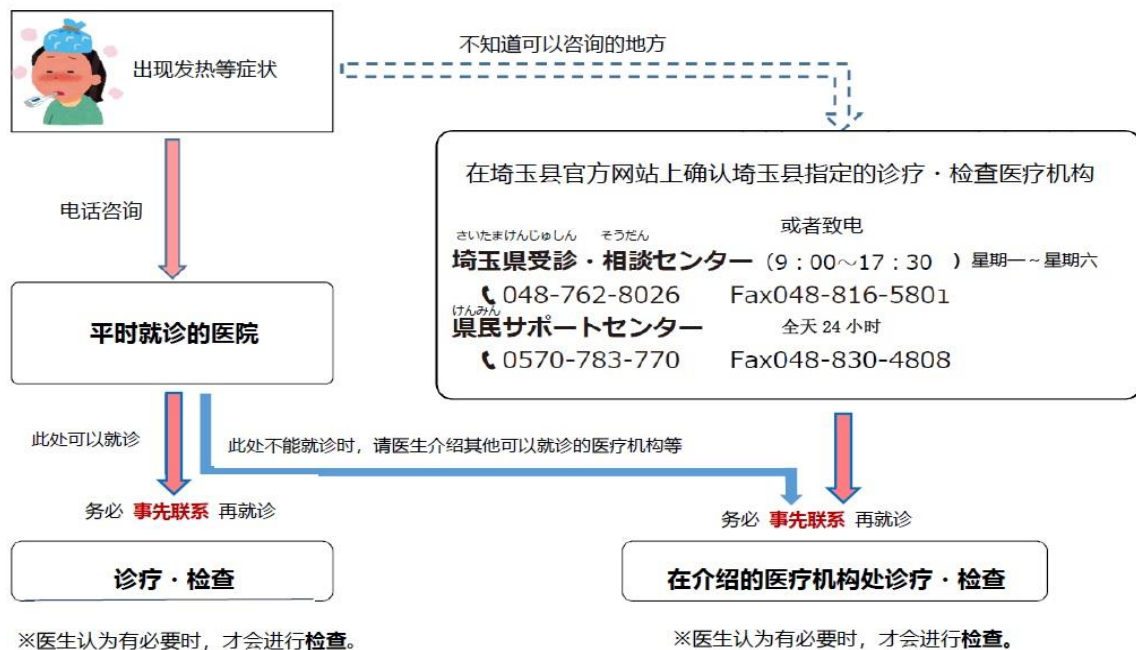 出现发热等症状
不知道可以咨询的地方
电话咨询
在埼玉县官方网站上确认埼玉县指定的诊疗・检查医疗机构
或者致电
さいたまけんじゅしん そうだん
埼玉県受診・相談センター (9：00～17：30 ) 星期一~星期六
048-762-8026 Fax048-816-5801
けんみん
県民サポートセンター 全天 24 小时
0570-783-770 Fax048-830-4808
平时就诊的医院
此处可以就诊
此处不能就诊时，请医生介绍其他可以就诊的医疗机构等
务必 事先联系 再就诊
务必 事先联系 再就诊
诊疗・检查
在介绍的医疗机构处诊疗・检查
※医生认为有必要时，才会进行检查。
※医生认为有必要时，才会进行检查。